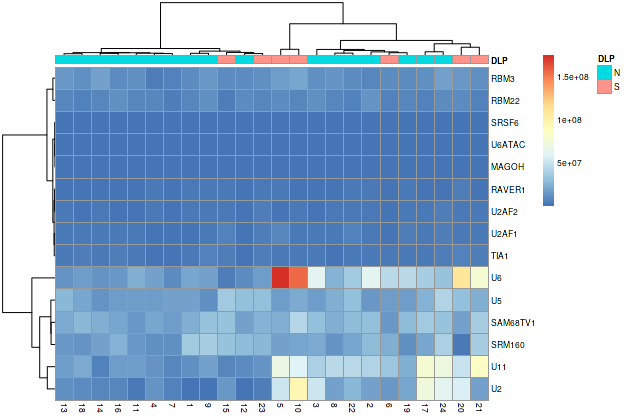 DLP
RBM3
RBM22
SRSF6
U6ATAC
MAGOH
RAVER1
U2AF2
U2AF1
TIA1
U6
U5
SAM68TV1
SRM160
U11
U2
13 18 14 16 11 4 7 1 9 15 12 23 5 10 3 8 22 2 6 19 17 24 20 21
1.5e+08
1e+08
5e+07
DLP
N
S